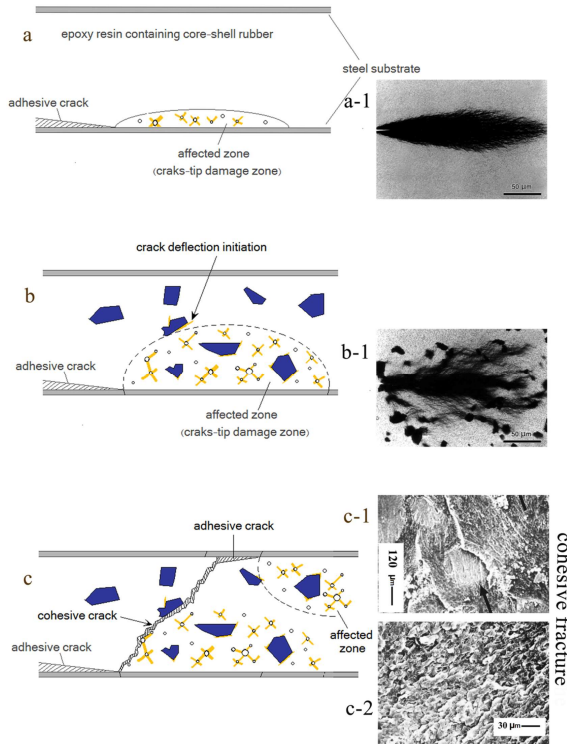 a
epoxy resin containing core-shell rubber
steel substrate
adhesive crack
affected zone
(craks-tip damage zone)
a-1
50 µm
crack deflection initiation
b
adhesive crack
affected zone
(craks-tip damage zone)
b-1
50 µm
adhesive crack
c
cohesive crack
adhesive crack
affected
zone
c-1
120 µm
c-2
30 µm
cohesive fracture